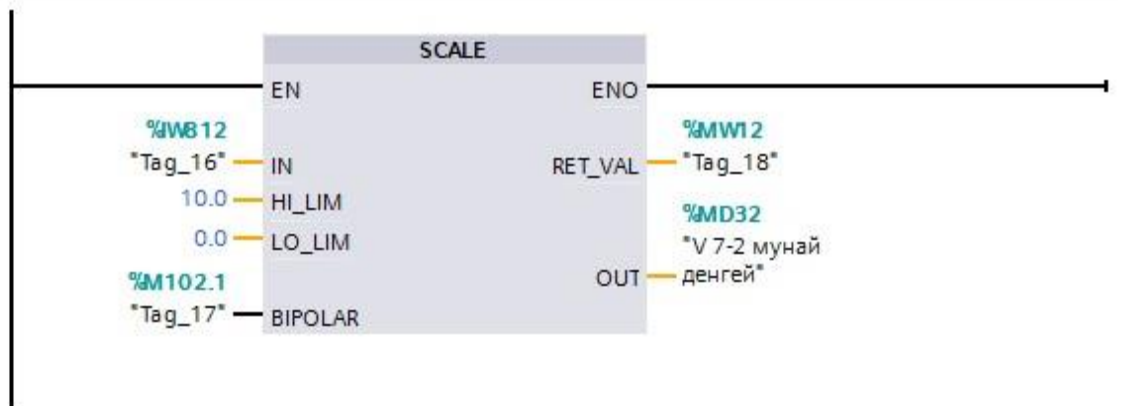 SCALE
EN
ENO
%IW812
"Tag_16"
IN
10.0
HI_LIM
0.0
LO_LIM
%M102.1
"Tag_17"
BIPOLAR
%MW12
RET_VAL
"Tag_18"
%MD32
"V 7-2 мунай
OUT
денгей"